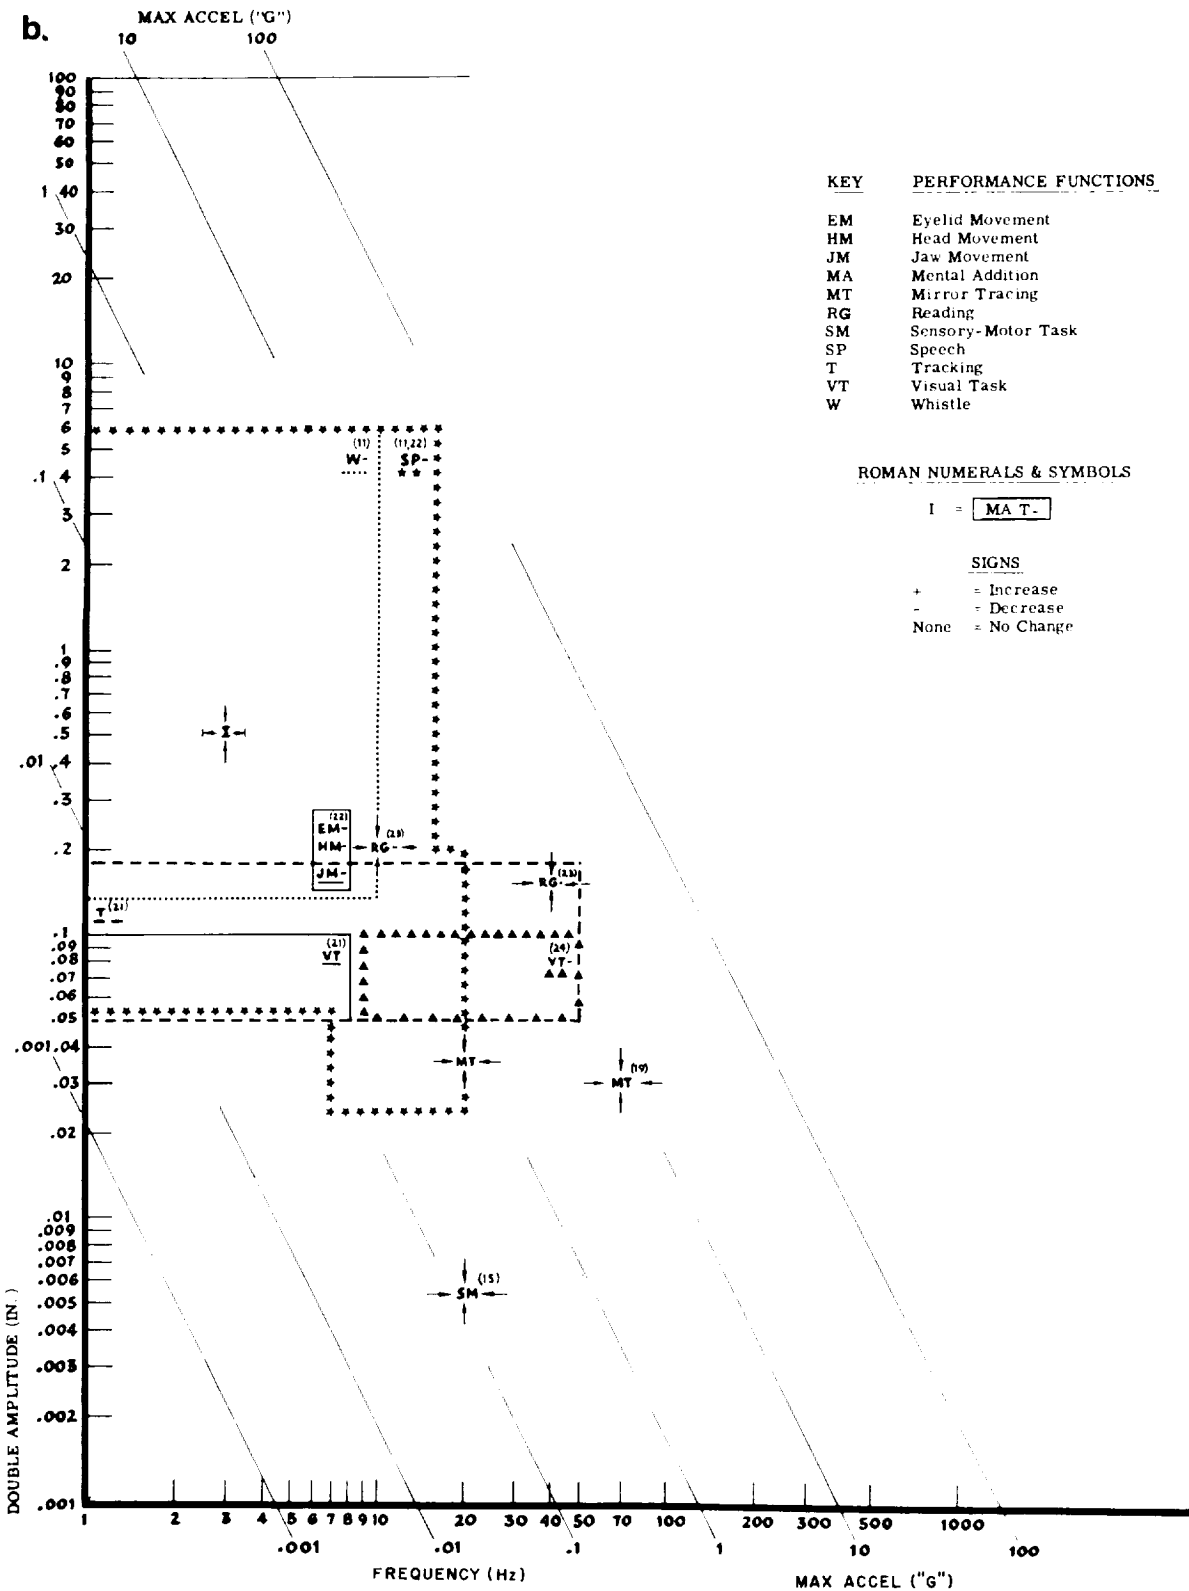 b.
MAX ACCEL ("G")
10 100
100
90
80
70
60
50
1 40
30
20
10
9
8
7
6
5
.1 4
3
2
1
.9
.8
.7
.6
.5
.01 .4
.3
.2
.1
.09
.08
.07
.06
.05
.001 .04
.03
.02
.01
.009
.008
.007
.006
.005
.004
.003
.002
.001
DOUBLE AMPLITUDE (IN.)
(11) (11,22)
W- SP-
I
(22)
EM-
HM- RG- (23)
JM-
RG- (23)
T (21)
(21)
VT
(24)
VT-
MT
MT (19)
SM (15)
1 2 3 4 5 6 7 8 9 10 20 30 40 50 70 100 200 300 500 1000
.001 .01 .1 1 10 100
FREQUENCY (Hz)
MAX ACCEL ("G")
KEY PERFORMANCE FUNCTIONS
EM Eyelid Movement
HM Head Movement
JM Jaw Movement
MA Mental Addition
MT Mirror Tracing
RG Reading
SM Sensory-Motor Task
SP Speech
T Tracking
VT Visual Task
W Whistle
ROMAN NUMERALS & SYMBOLS
I = MA T-
SIGNS
+ = Increase
- = Decrease
None = No Change